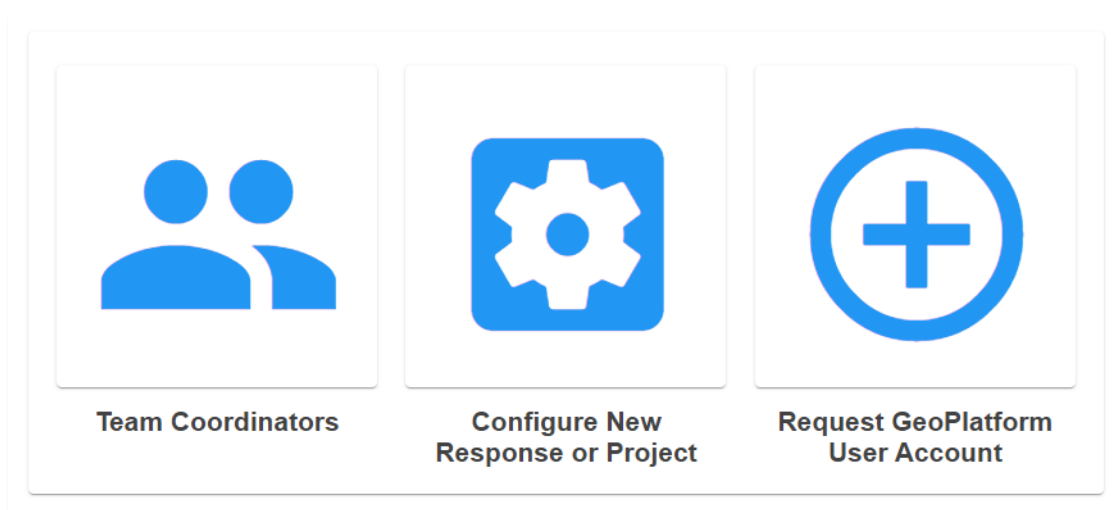 Team Coordinators
Configure New
Response or Project
Request GeoPlatform
User Account